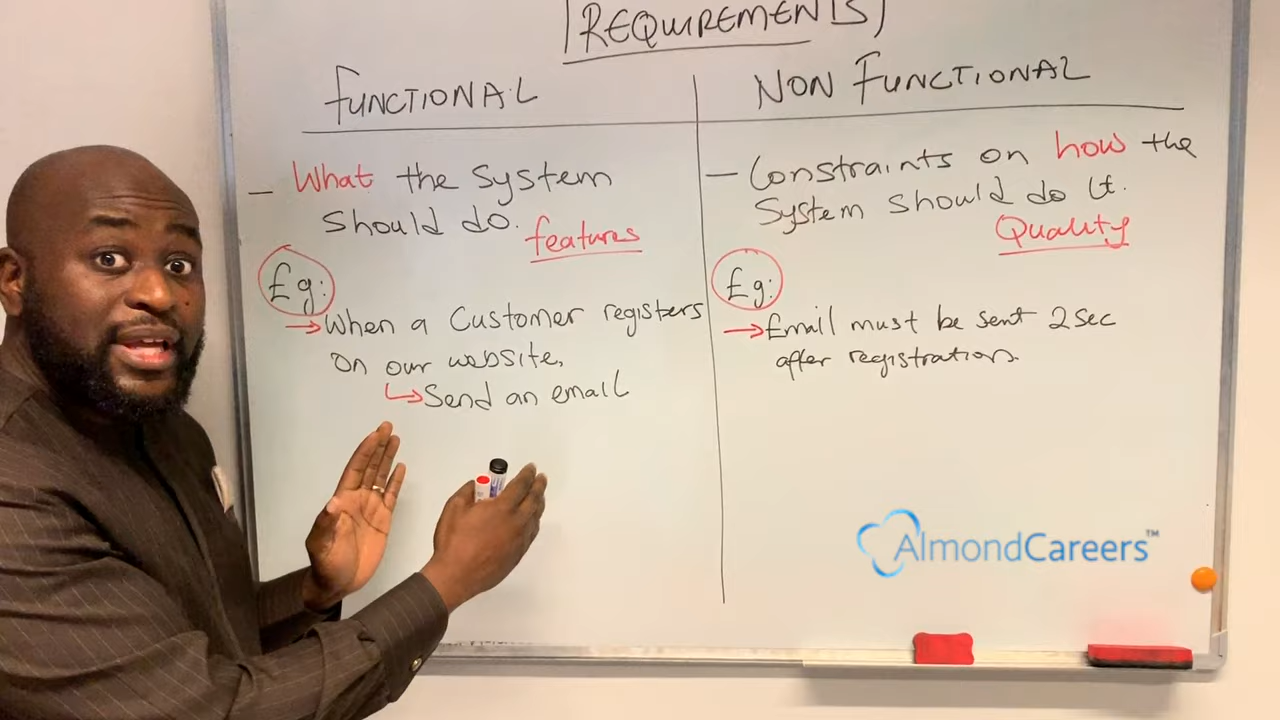 REQUIREMENTS
FUNCTIONAL
NON FUNCTIONAL
- What the System
should do.
features
Eg:
→ When a Customer registers
on our website,
↳ Send an email
- Constraints on how the
System should do it.
Quality
Eg:
→ Email must be sent 2 sec
after registration.
AlmondCareers™